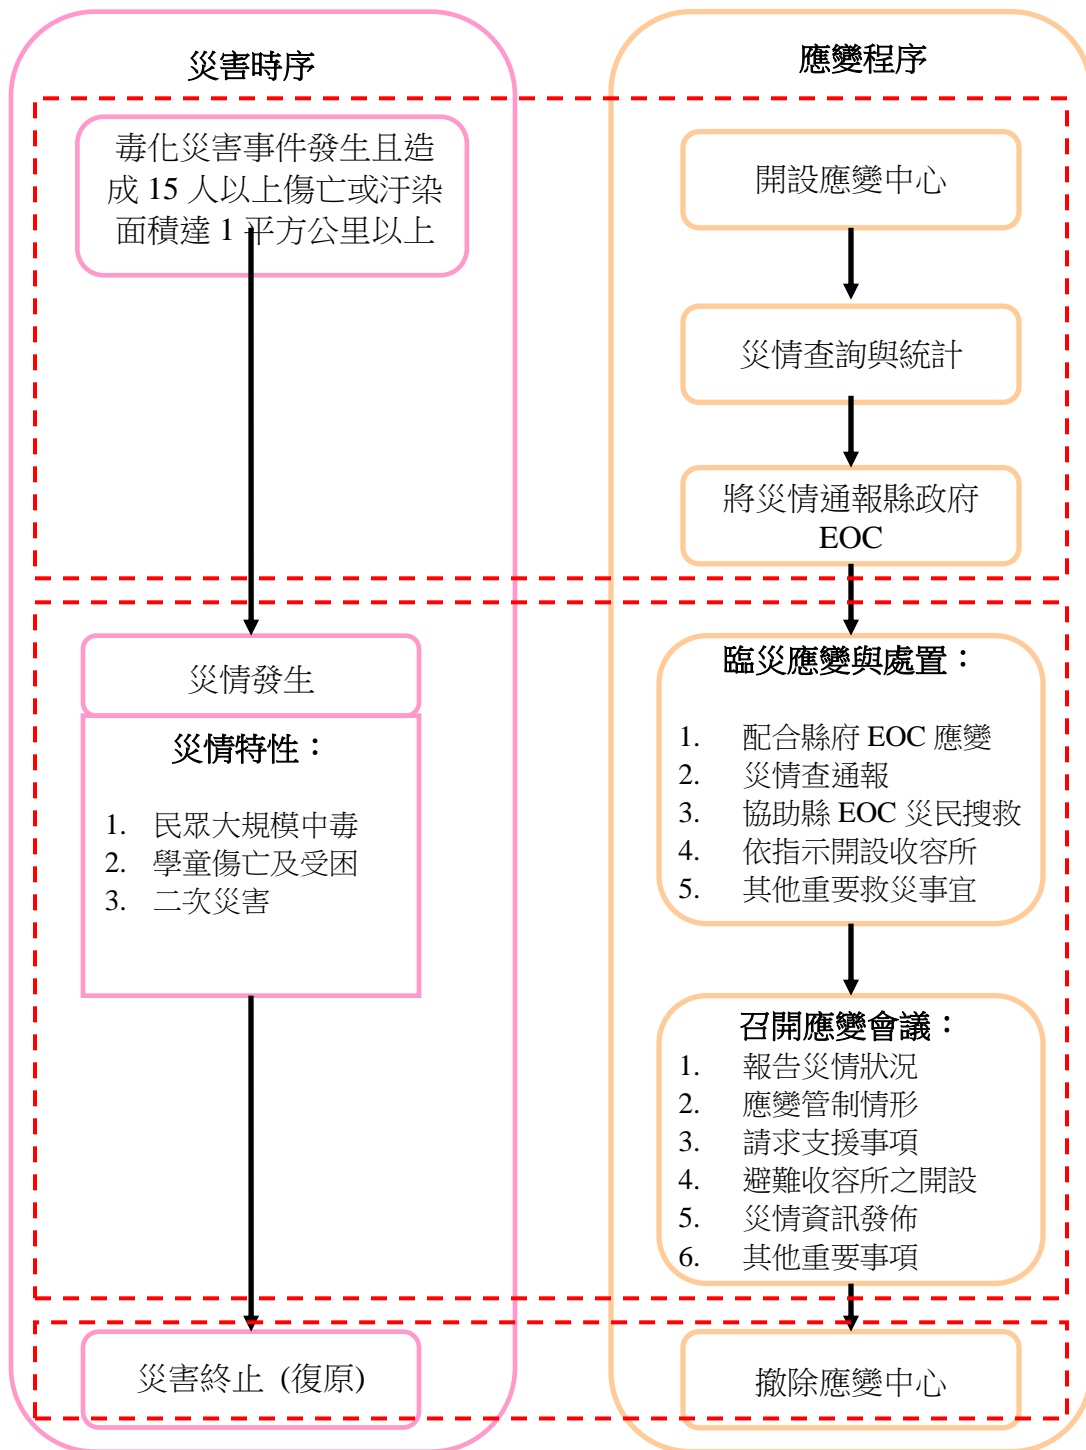 災害時序
毒化災害事件發生且造
成 15 人以上傷亡或汙染
面積達 1 平方公里以上
災情發生
災情特性：
1. 民眾大規模中毒
2. 學童傷亡及受困
3. 二次災害
災害終止 (復原)
應變程序
開設應變中心
災情查詢與統計
將災情通報縣政府
EOC
臨災應變與處置：
1. 配合縣府 EOC 應變
2. 災情查通報
3. 協助縣 EOC 災民搜救
4. 依指示開設收容所
5. 其他重要救災事宜
召開應變會議：
1. 報告災情狀況
2. 應變管制情形
3. 請求支援事項
4. 避難收容所之開設
5. 災情資訊發佈
6. 其他重要事項
撤除應變中心